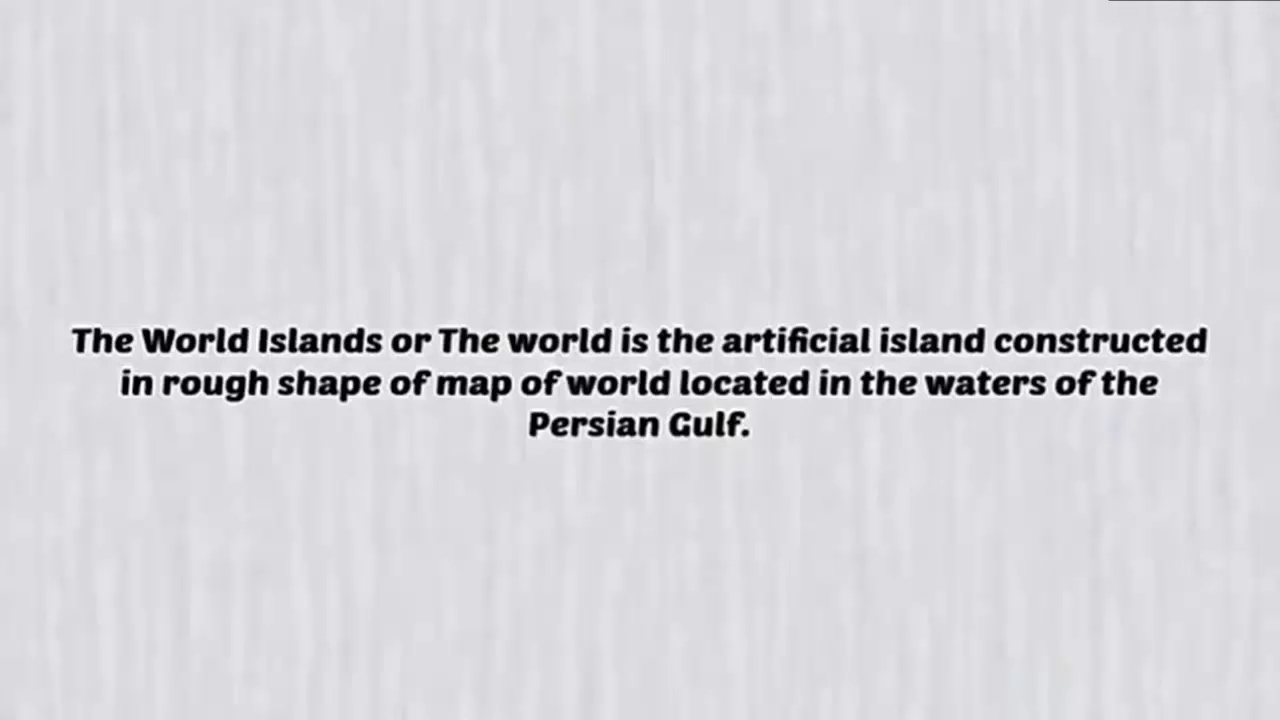 The World Islands or The world is the artificial island constructed
in rough shape of map of world located in the waters of the
Persian Gulf.